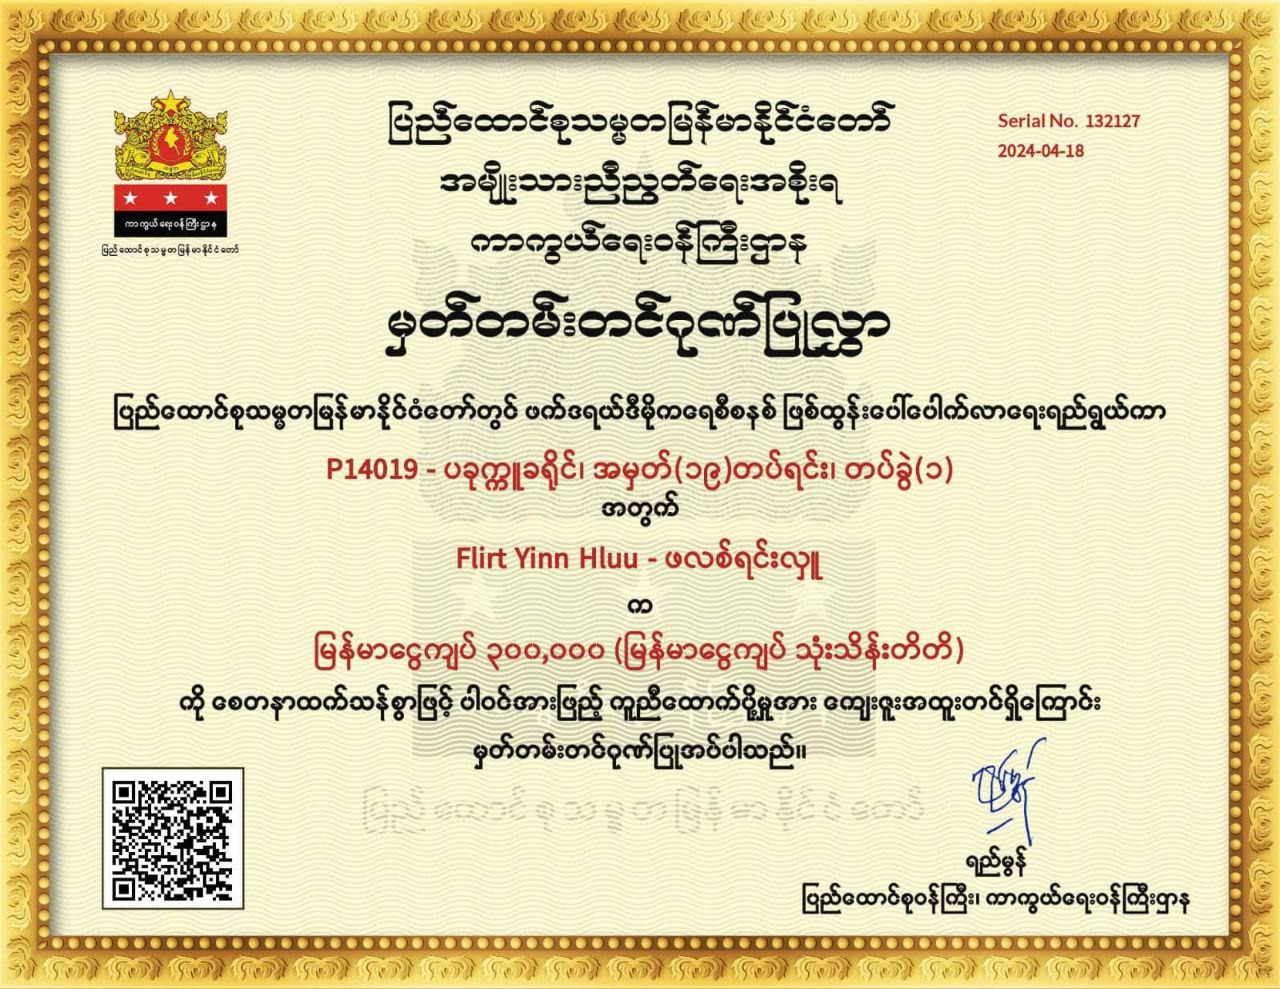 ပြည်ထောင်စုသမ္မတမြန်မာနိုင်ငံတော်
အမျိုးသားညီညွတ်ရေးအစိုးရ
ကာကွယ်ရေးဝန်ကြီးဌာန
Serial No. 132127
2024-04-18
ကာကွယ်ရေးဝန်ကြီးဌာန
ပြည်ထောင်စုသမ္မတမြန်မာနိုင်ငံတော်
မှတ်တမ်းတင်ဂုဏ်ပြုလွှာ
ပြည်ထောင်စုသမ္မတမြန်မာနိုင်ငံတော်တွင် ဖက်ဒရယ်ဒီမိုကရေစီစနစ် ဖြစ်ထွန်းပေါ်ပေါက်လာရေးရည်ရွယ်ကာ
P14019 - ပခုက္ကူခရိုင်၊ အမှတ်(၁၉)တပ်ရင်း၊ တပ်ခွဲ(၁)
အတွက်
Flirt Yinn Hluu - ဖလစ်ရင်းလှူ
က
မြန်မာငွေကျပ် ၃၀၀,၀၀၀ (မြန်မာငွေကျပ် သုံးသိန်းတိတိ)
ကို စေတနာထက်သန်စွာဖြင့် ပါဝင်အားဖြည့် ကူညီထောက်ပို့မှုအား ကျေးဇူးအထူးတင်ရှိကြောင်း
မှတ်တမ်းတင်ဂုဏ်ပြုအပ်ပါသည်။
ပြည်ထောင်စုသမ္မတမြန်မာနိုင်ငံတော်
ရည်မွန်
ပြည်ထောင်စုဝန်ကြီး၊ ကာကွယ်ရေးဝန်ကြီးဌာန